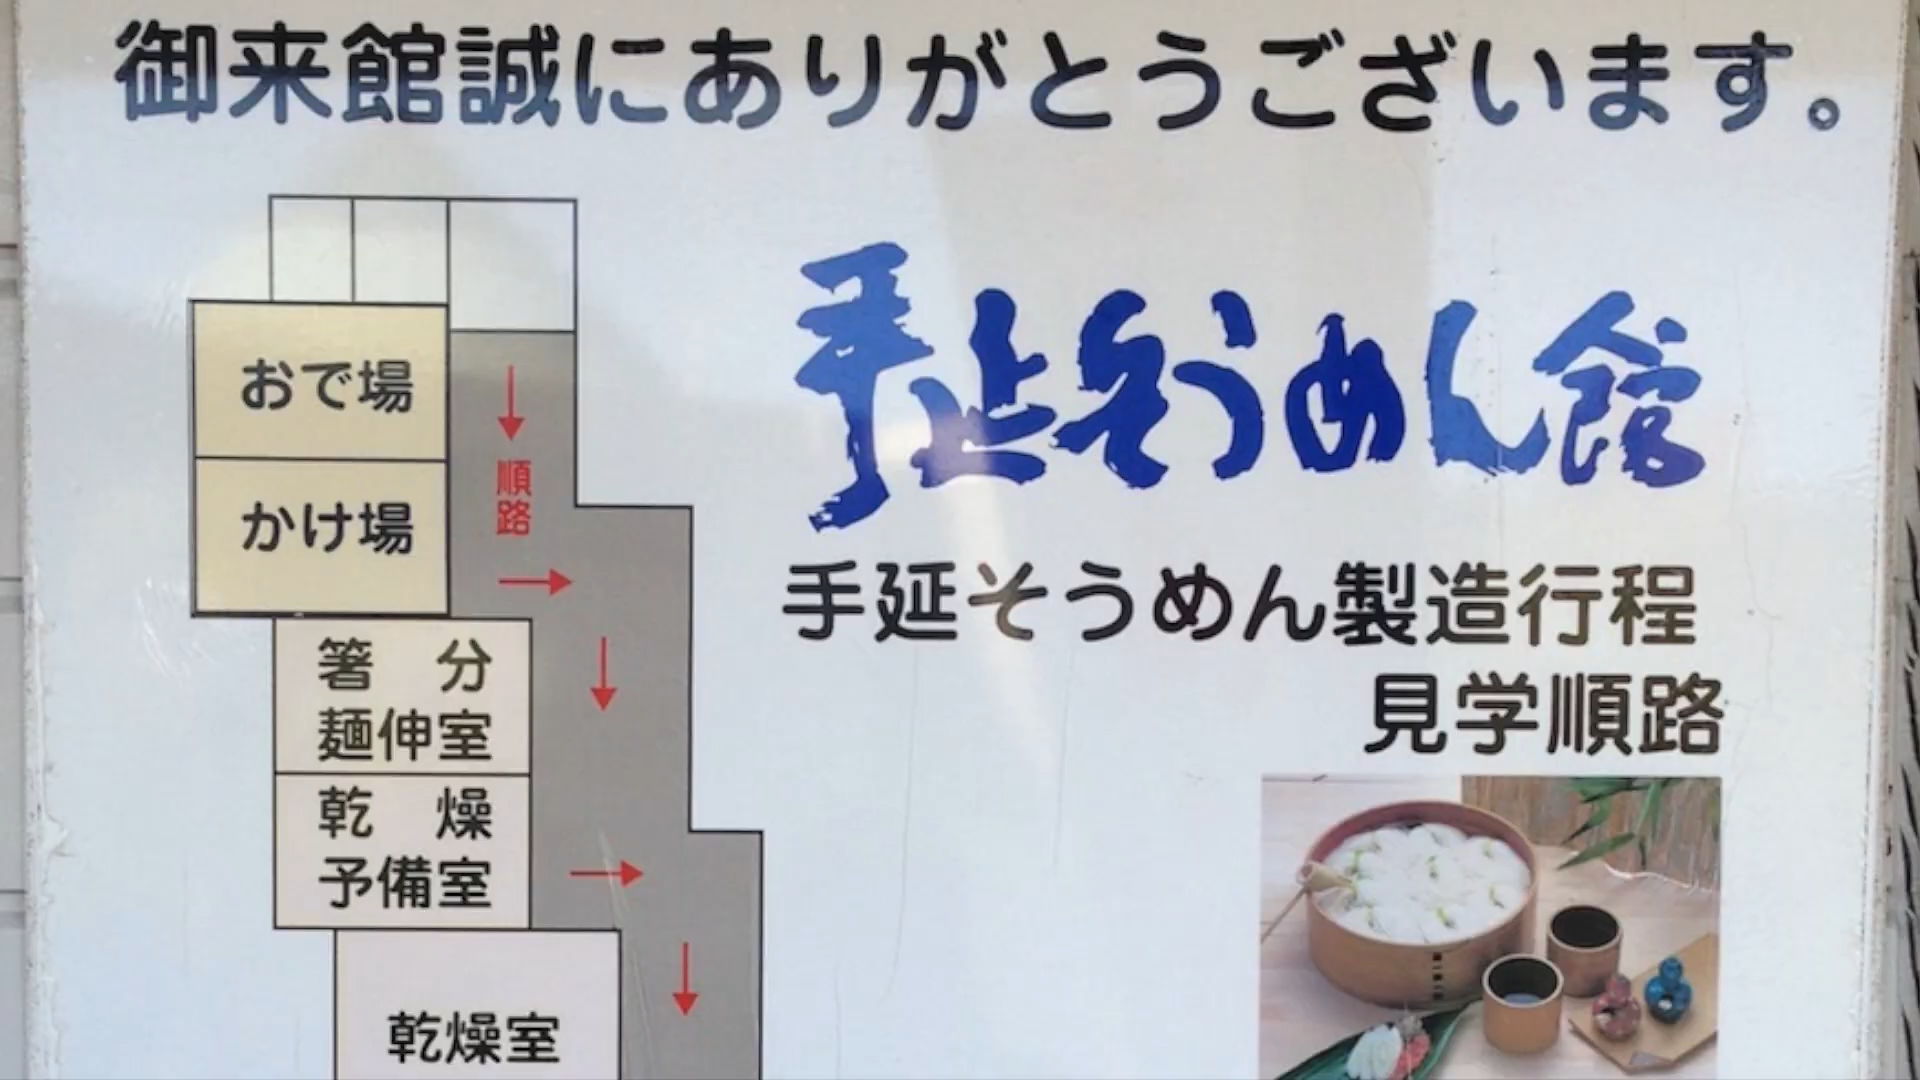 御来館誠にありがとうございます。
手延そうめん館
手延そうめん製造行程
見学順路
おで場
かけ場
順路
箸 分
麺伸室
乾 燥
予備室
乾燥室